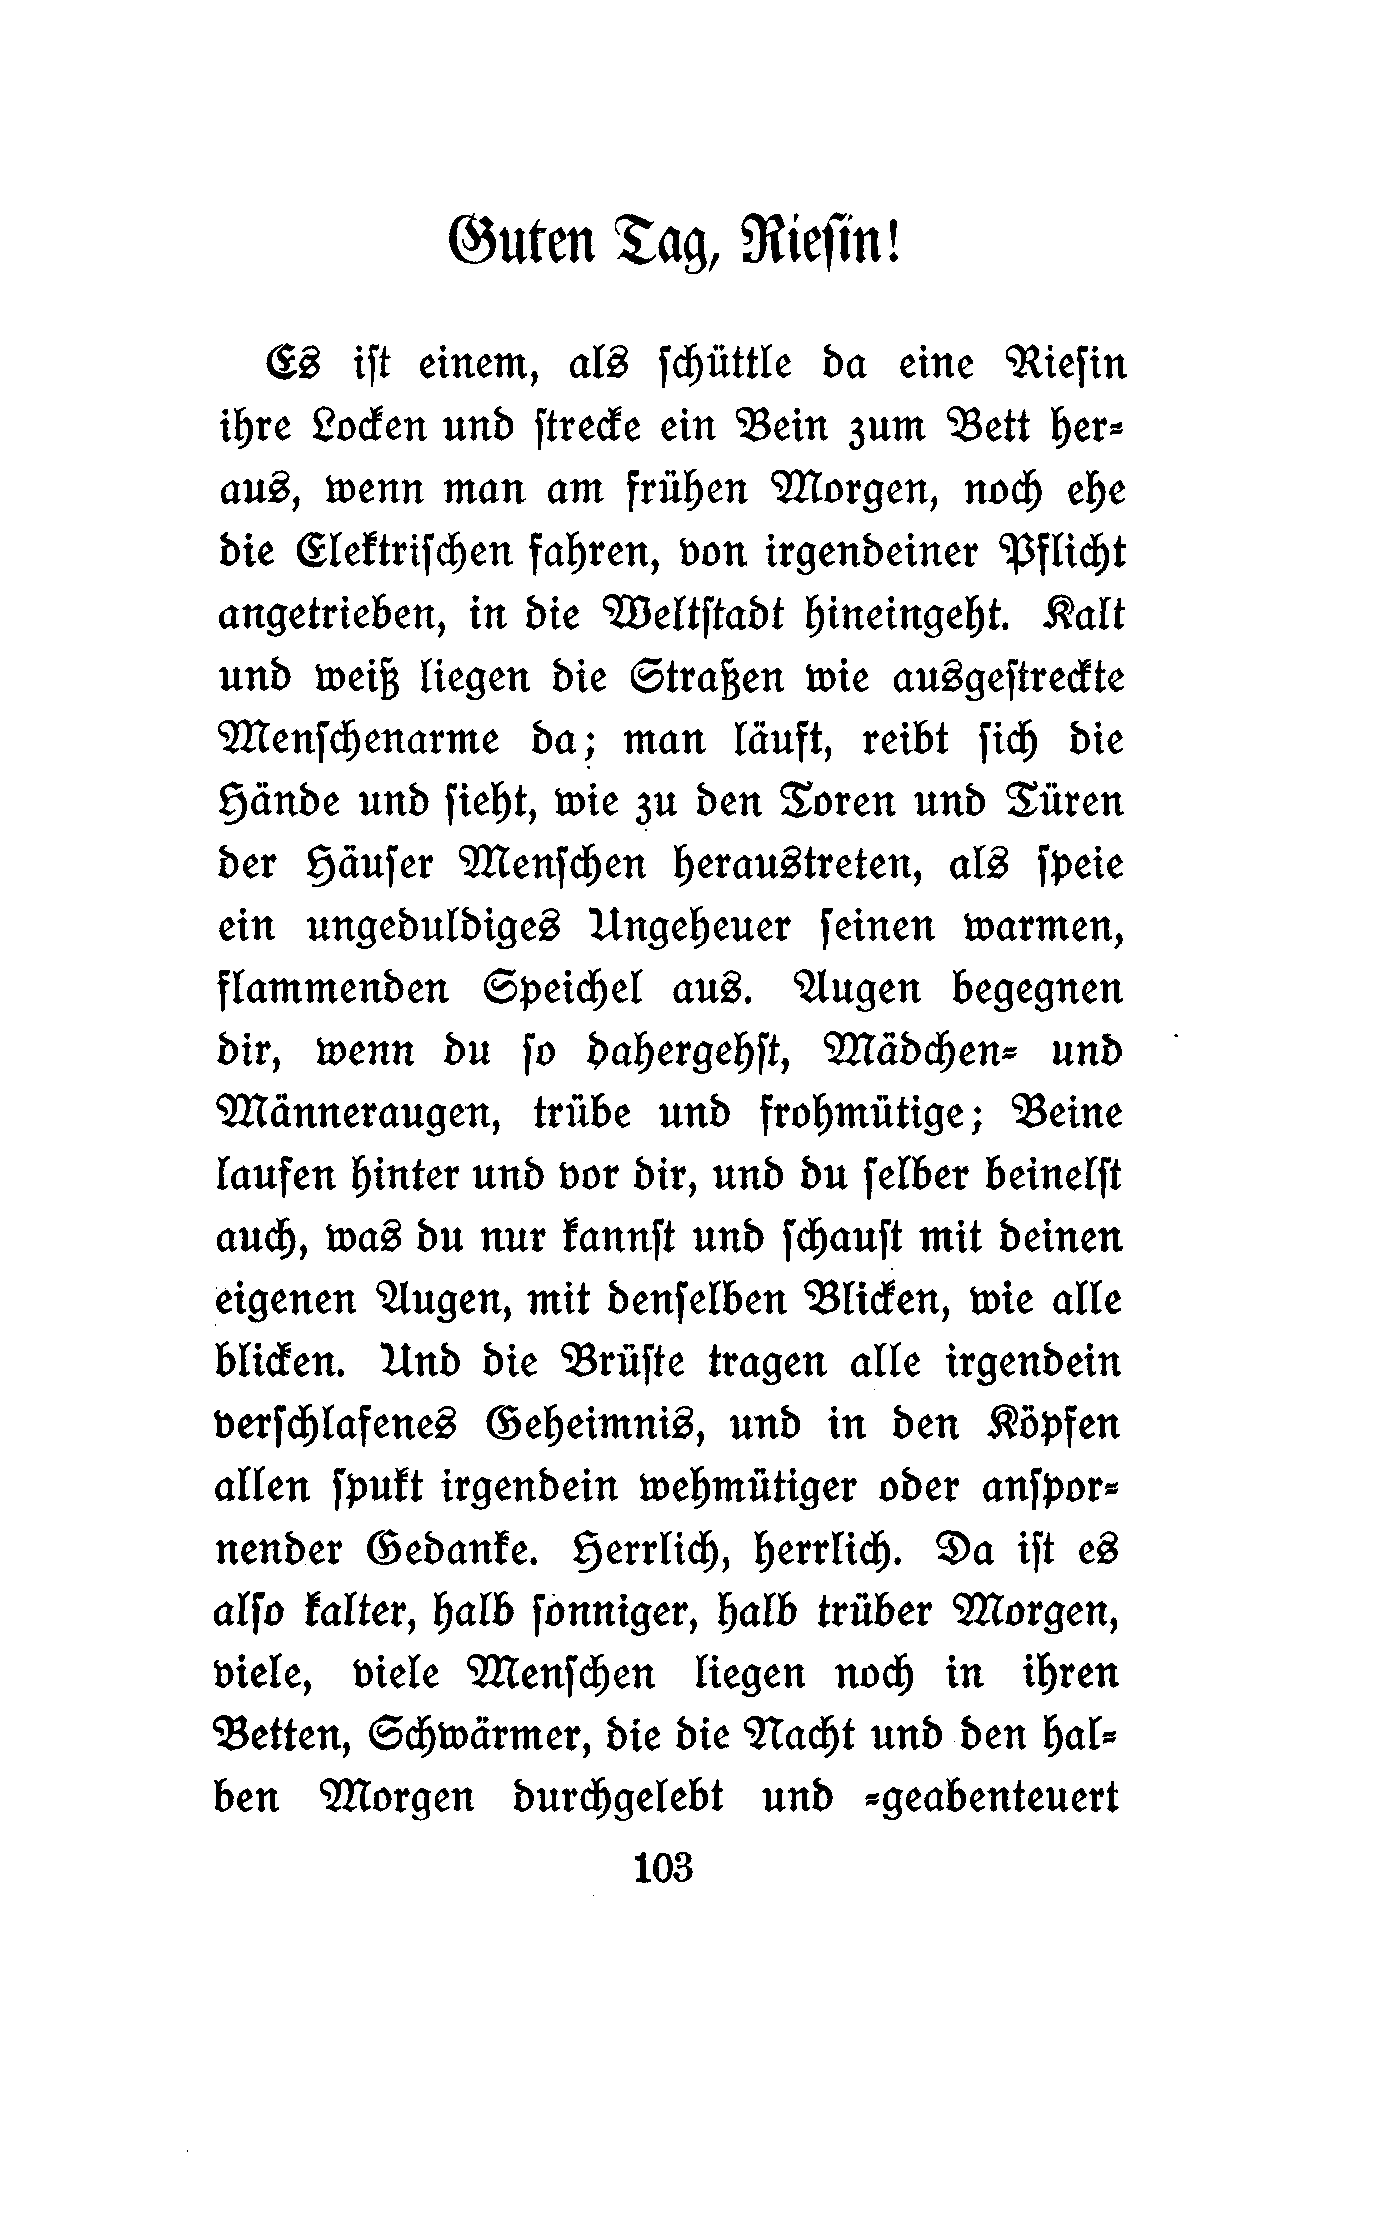 Guten Tag, Rieſin!
Es iſt einem, als ſchüttle da eine Rieſin
ihre Locken und ſtrecke ein Bein zum Bett her⸗
aus, wenn man am frühen Morgen, noch ehe
die Elektriſchen fahren, von irgendeiner Pflicht
angetrieben, in die Weltſtadt hineingeht. Kalt
und weiß liegen die Straßen wie ausgeſtreckte
Menſchenarme da; man läuft, reibt ſich die
Hände und ſieht, wie zu den Toren und Türen
der Häuſer Menſchen heraustreten, als ſpeie
ein ungeduldiges Ungeheuer ſeinen warmen,
flammenden Speichel aus. Augen begegnen
dir, wenn du ſo dahergehſt, Mädchen⸗ und
Männeraugen, trübe und frohmütige; Beine
laufen hinter und vor dir, und du ſelber beinelſt
auch, was du nur kannſt und ſchauſt mit deinen
eigenen Augen, mit denſelben Blicken, wie alle
blicken. Und die Brüſte tragen alle irgendein
verſchlafenes Geheimnis, und in den Köpfen
allen ſpukt irgendein wehmütiger oder anſpor⸗
nender Gedanke. Herrlich, herrlich. Da iſt es
alſo kalter, halb ſonniger, halb trüber Morgen,
viele, viele Menſchen liegen noch in ihren
Betten, Schwärmer, die die Nacht und den hal⸗
ben Morgen durchgelebt und ⸗geabenteuert
103